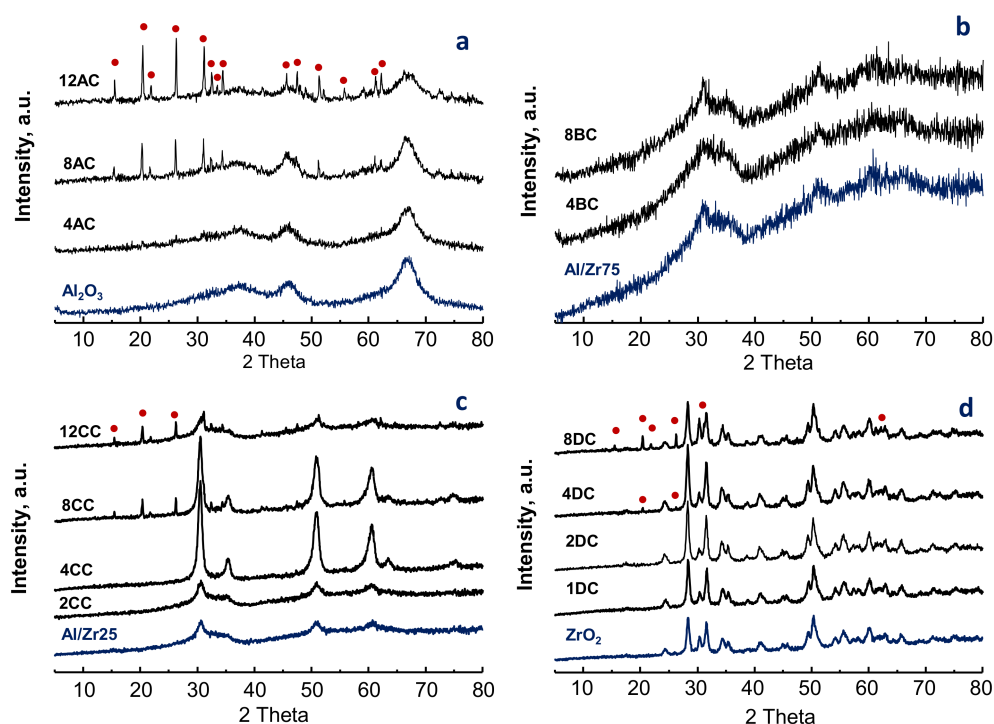 a
Intensity, a.u.
12AC
8AC
4AC
Al₂O₃
10 20 30 40 50 60 70 80
2 Theta
b
Intensity, a.u.
8BC
4BC
Al/Zr75
10 20 30 40 50 60 70 80
2 Theta
c
Intensity, a.u.
12CC
8CC
4CC
2CC
Al/Zr25
10 20 30 40 50 60 70 80
2 Theta
d
Intensity, a.u.
8DC
4DC
2DC
1DC
ZrO₂
10 20 30 40 50 60 70 80
2 Theta